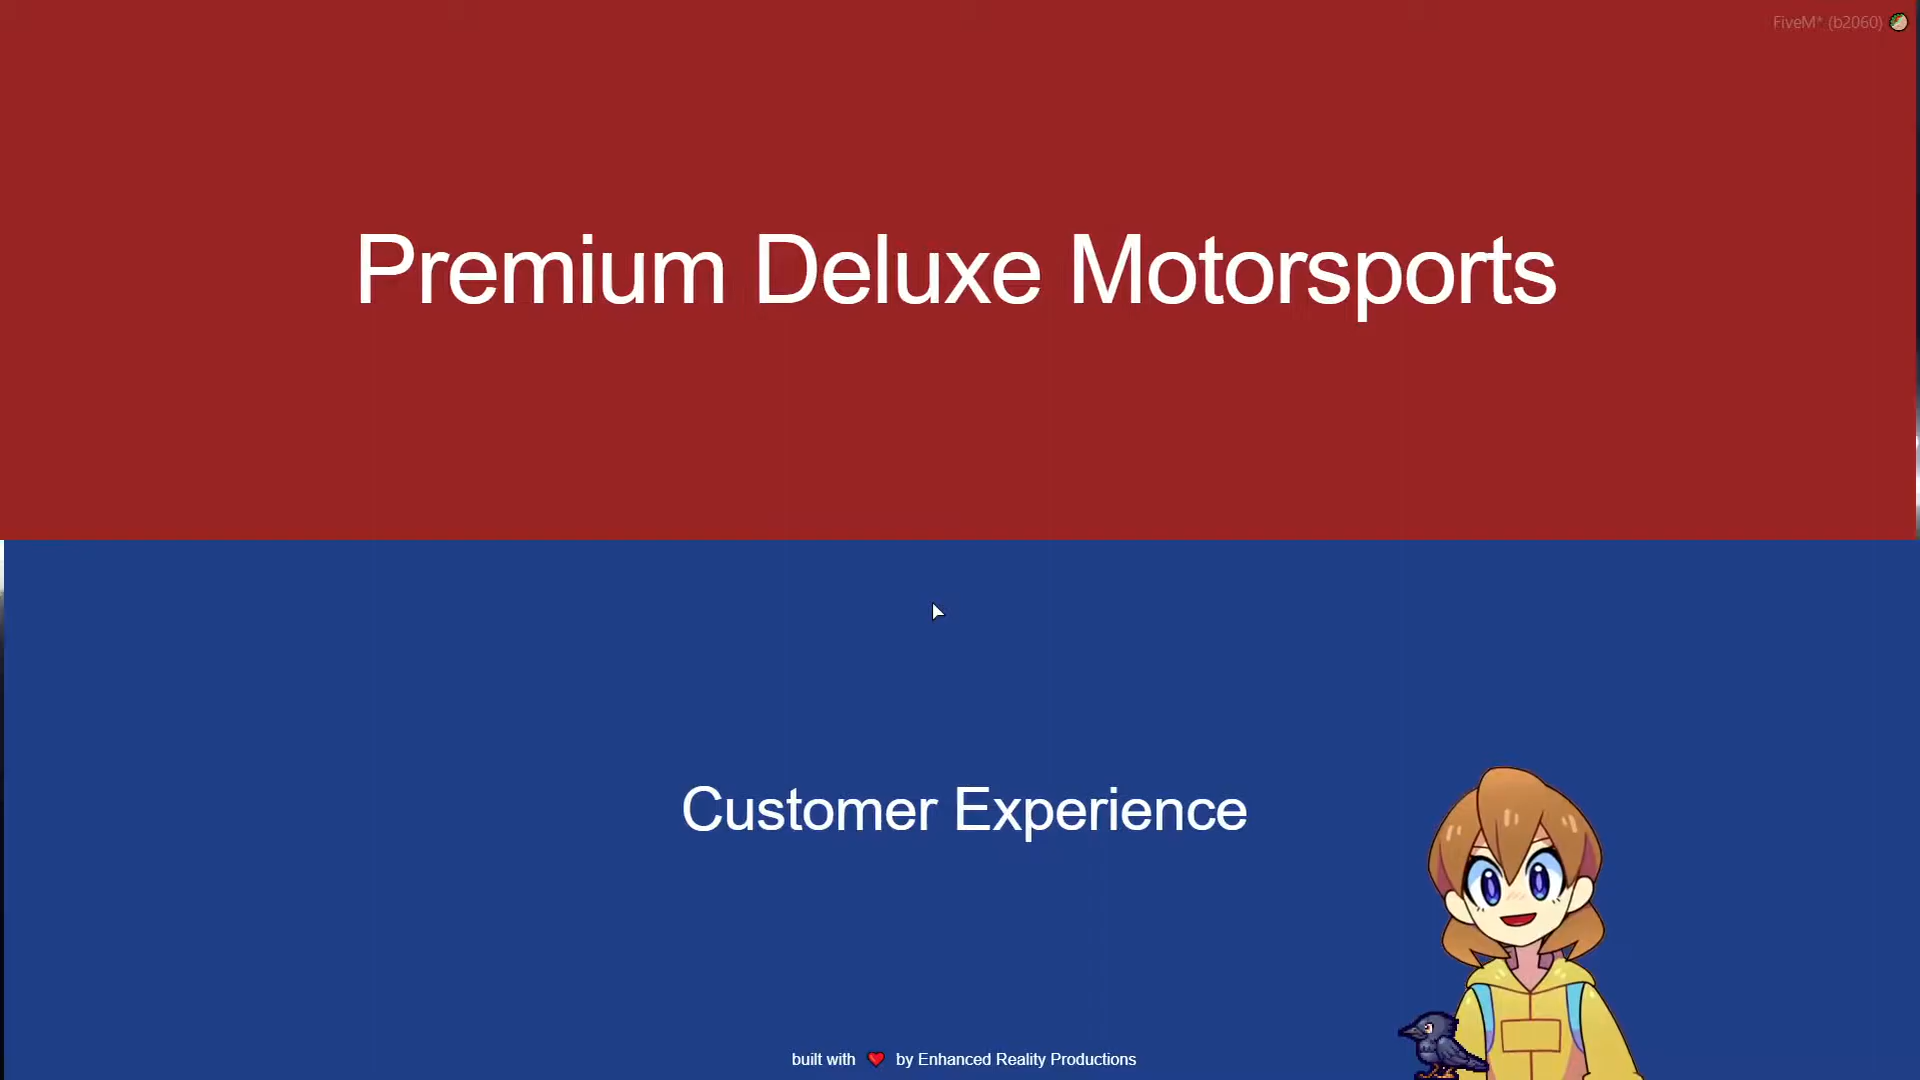 FiveM* (b2060)
Premium Deluxe Motorsports
Customer Experience
built with ❤ by Enhanced Reality Productions